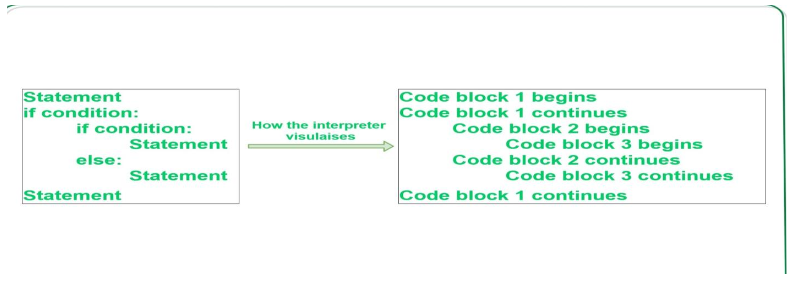 Statement
if condition:
if condition:
Statement
else:
Statement
Statement
How the interpreter
visulaises
Code block 1 begins
Code block 1 continues
Code block 2 begins
Code block 3 begins
Code block 2 continues
Code block 3 continues
Code block 1 continues